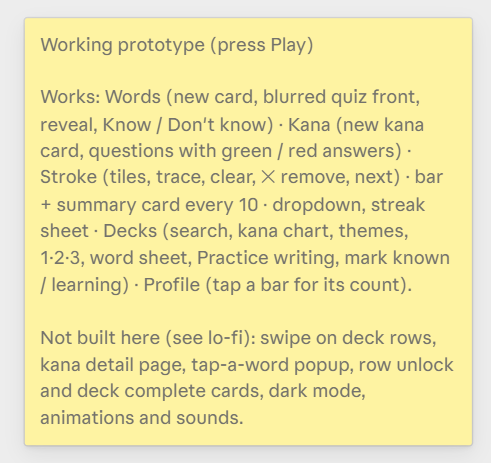 Working prototype (press Play)
Works: Words (new card, blurred quiz front,
reveal, Know / Don't know) · Kana (new kana
card, questions with green / red answers) ·
Stroke (tiles, trace, clear, ✕ remove, next) · bar
+ summary card every 10 · dropdown, streak
sheet · Decks (search, kana chart, themes,
1·2·3, word sheet, Practice writing, mark known
/ learning) · Profile (tap a bar for its count).
Not built here (see lo-fi): swipe on deck rows,
kana detail page, tap-a-word popup, row unlock
and deck complete cards, dark mode,
animations and sounds.